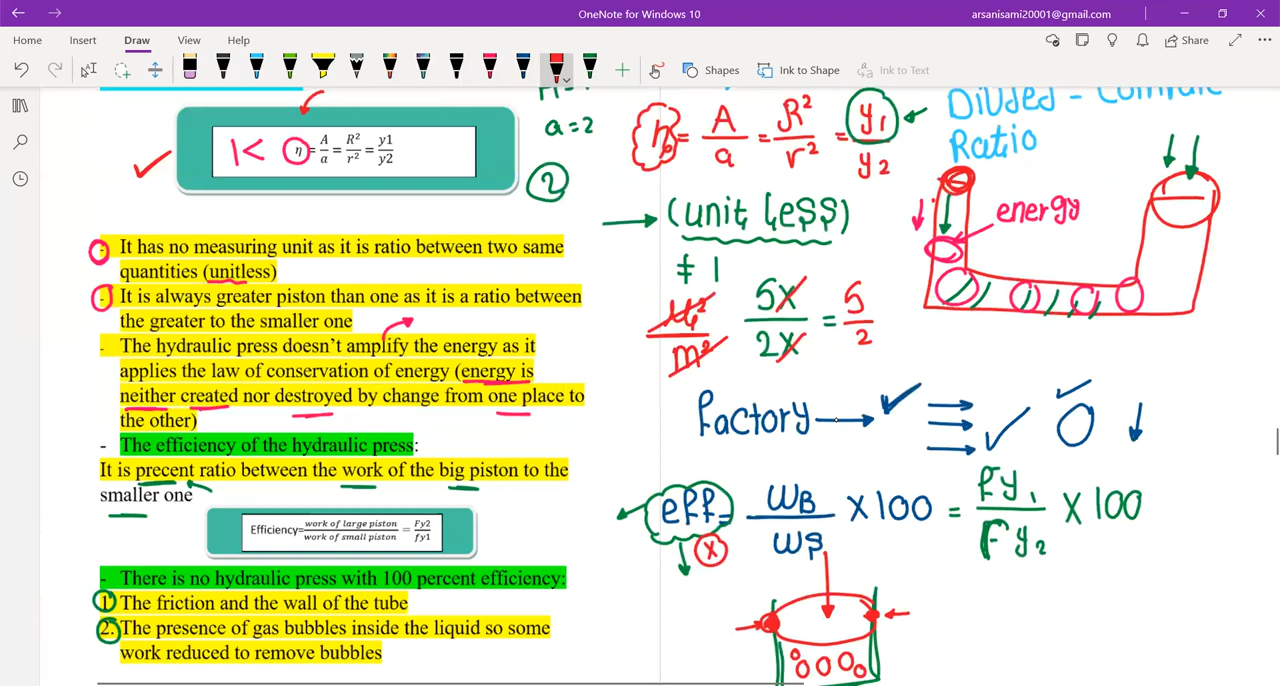 OneNote for Windows 10
arsanisami20001@gmail.com
Home Insert Draw View Help
Share
Shapes
Ink to Shape
Ink to Text
1 < η = A/a = R²/r² = y1/y2
a = 2
2
- It has no measuring unit as it is ratio between two same
quantities (unitless)
- It is always greater piston than one as it is a ratio between
the greater to the smaller one
- The hydraulic press doesn't amplify the energy as it
applies the law of conservation of energy (energy is
neither created nor destroyed by change from one place to
the other)
- The efficiency of the hydraulic press:
It is precent ratio between the work of the big piston to the
smaller one
Efficiency=work of large piston/work of small piston = Fy2/fy1
- There is no hydraulic press with 100 percent efficiency:
1. The friction and the wall of the tube
2. The presence of gas bubbles inside the liquid so some
work reduced to remove bubbles
= A/a = R²/r² = y₁/y₂
Ratio
(unit less)
energy
≠ 1
M²/m² 5x/2x = 5/2
factory
eff = WB/WS × 100 = Fy₁/Fy₂ × 100
x